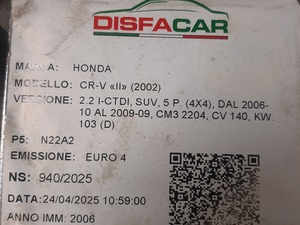 DISFACAR
MARCA: HONDA
MODELLO: CR-V «II» (2002)
VERSIONE: 2.2 I-CTDI, SUV, 5 P. (4X4), DAL 2006-
10 AL 2009-09, CM3 2204, CV 140, KW
103 (D)
P5: N22A2
EMISSIONE: EURO 4
NS: 940/2025
DATA: 24/04/2025 10:59:00
ANNO IMM: 2006